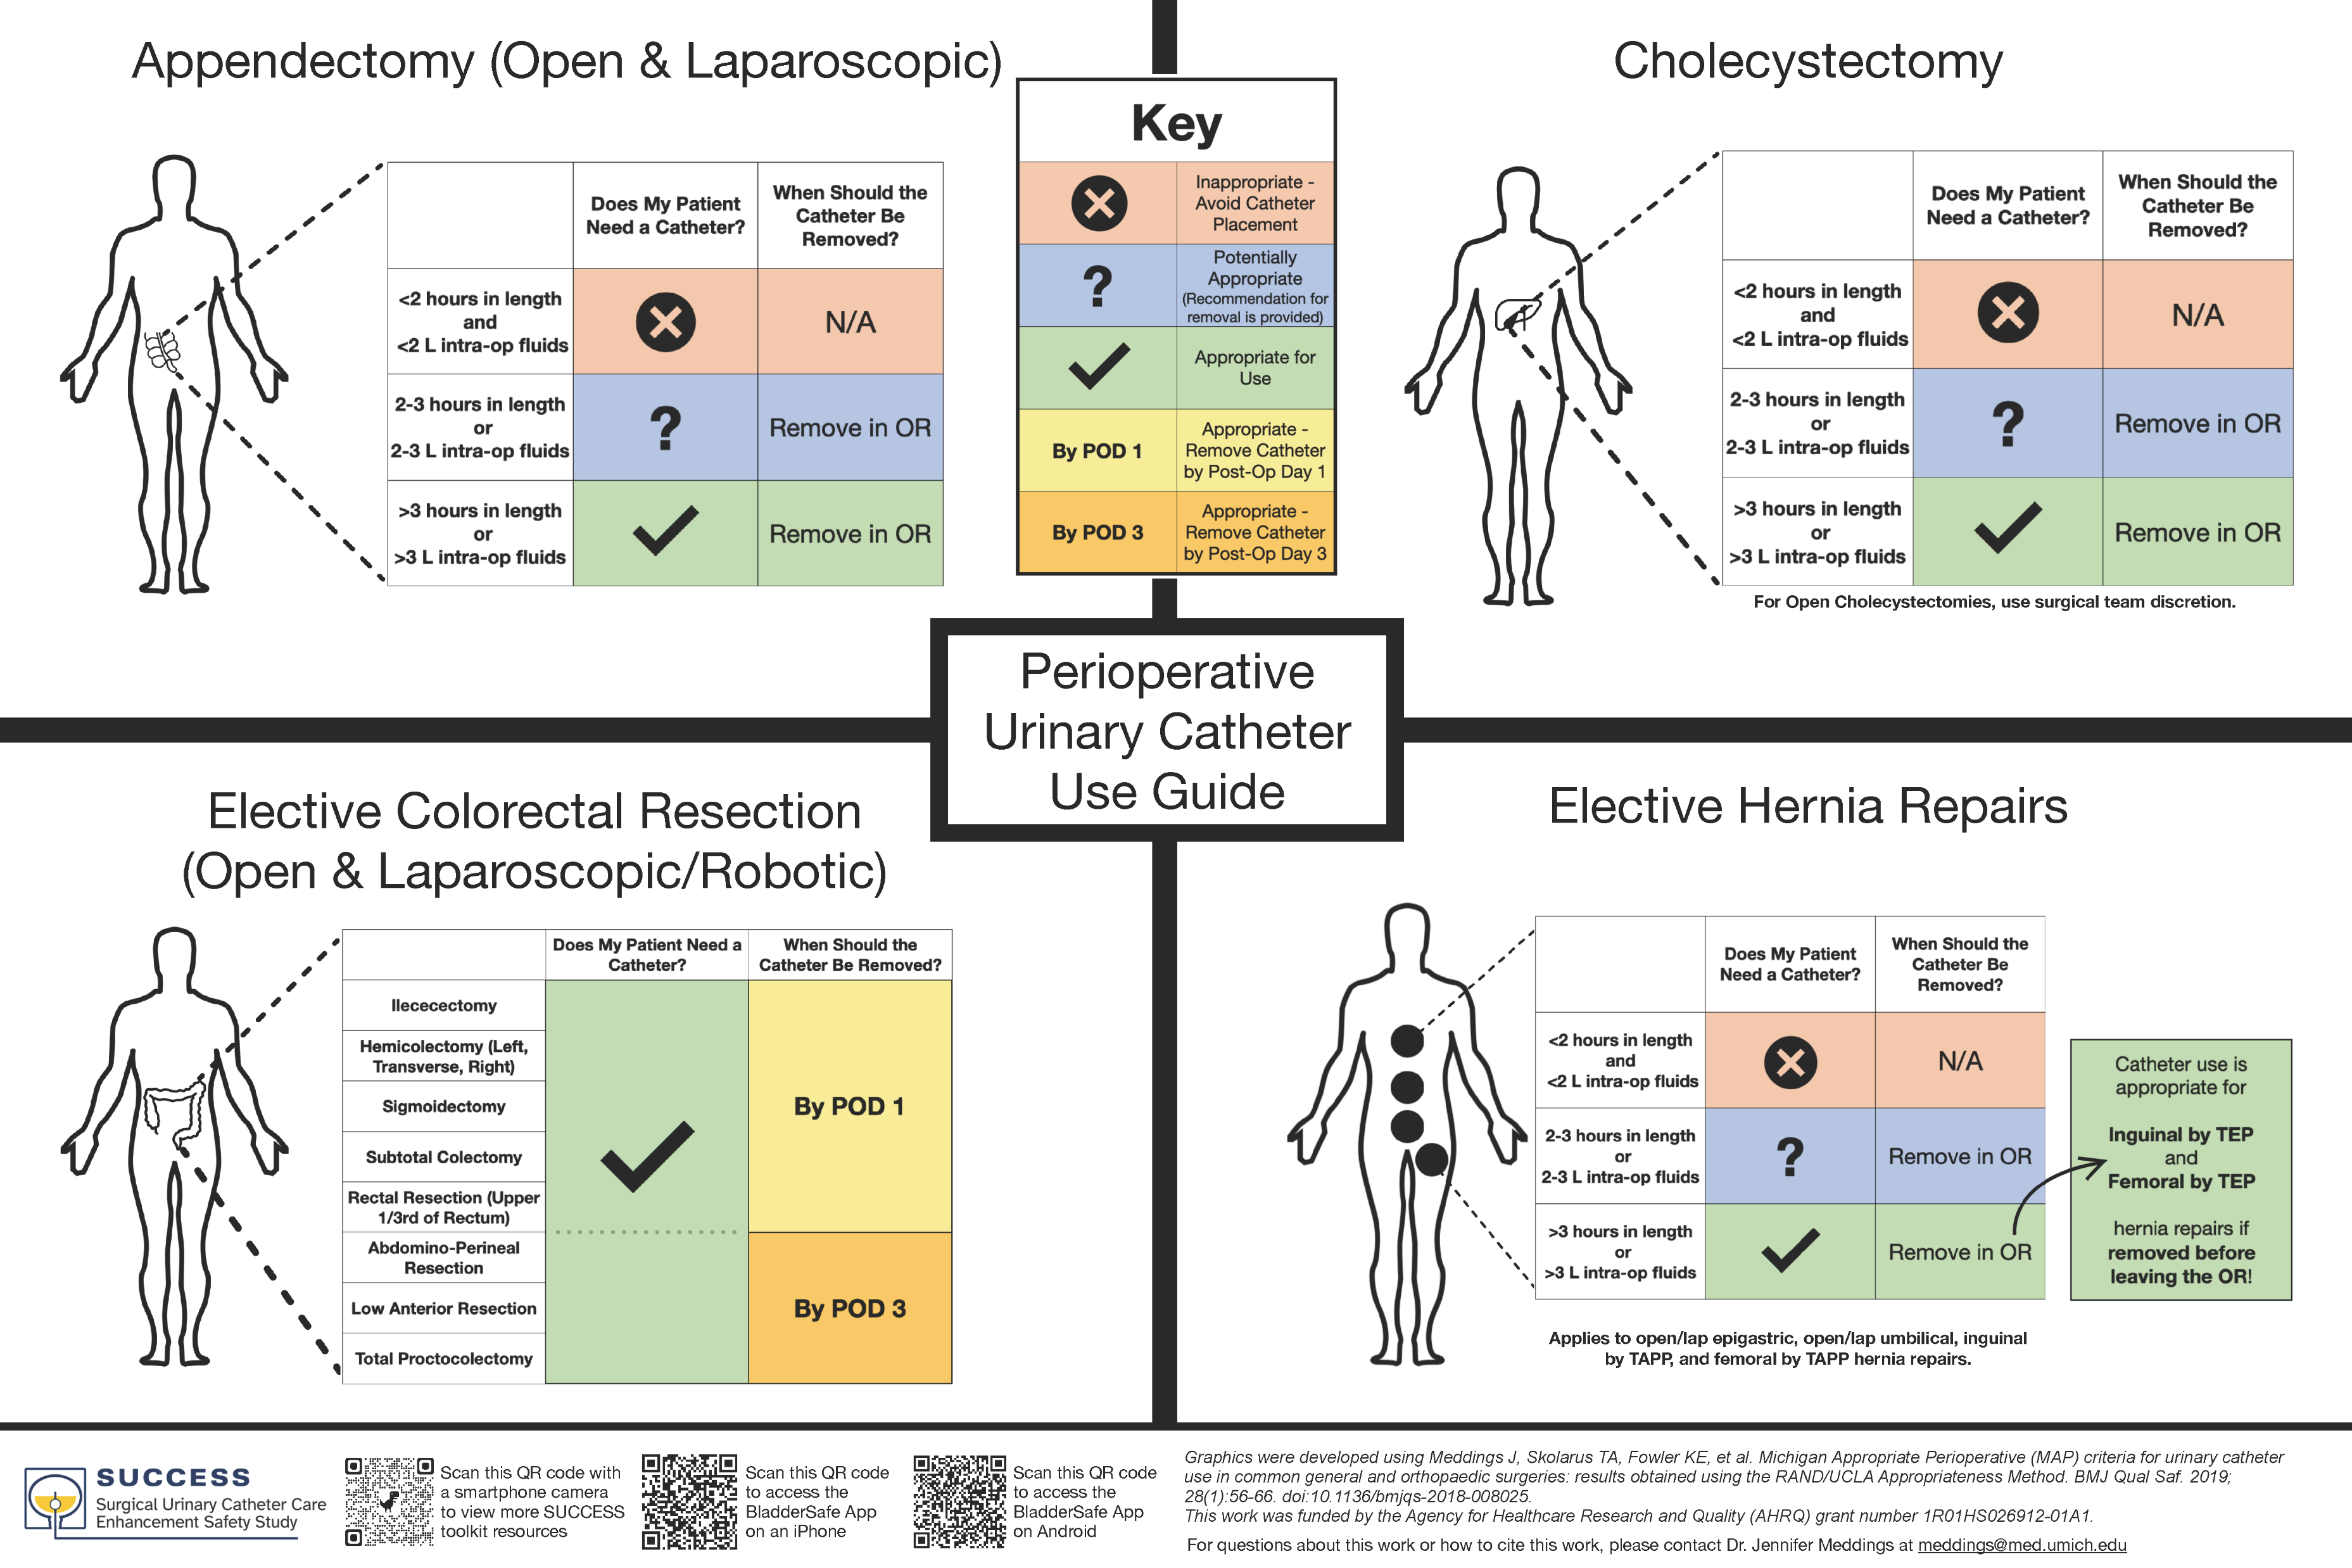 Appendectomy (Open & Laparoscopic)
Does My Patient
Need a Catheter?
When Should the
Catheter Be
Removed?
<2 hours in length
and
<2 L intra-op fluids
N/A
2-3 hours in length
or
2-3 L intra-op fluids
?
Remove in OR
>3 hours in length
or
>3 L intra-op fluids
Remove in OR
Key
Inappropriate -
Avoid Catheter
Placement
?
Potentially
Appropriate
(Recommendation for
removal is provided)
Appropriate for
Use
By POD 1
Appropriate -
Remove Catheter
by Post-Op Day 1
By POD 3
Appropriate -
Remove Catheter
by Post-Op Day 3
Cholecystectomy
Does My Patient
Need a Catheter?
When Should the
Catheter Be
Removed?
<2 hours in length
and
<2 L intra-op fluids
N/A
2-3 hours in length
or
2-3 L intra-op fluids
?
Remove in OR
>3 hours in length
or
>3 L intra-op fluids
Remove in OR
For Open Cholecystectomies, use surgical team discretion.
Perioperative
Urinary Catheter
Use Guide
Elective Colorectal Resection
(Open & Laparoscopic/Robotic)
Does My Patient Need a
Catheter?
When Should the
Catheter Be Removed?
Ilececectomy
Hemicolectomy (Left,
Transverse, Right)
Sigmoidectomy
Subtotal Colectomy
Rectal Resection (Upper
1/3rd of Rectum)
By POD 1
Abdomino-Perineal
Resection
Low Anterior Resection
Total Proctocolectomy
By POD 3
Elective Hernia Repairs
Does My Patient
Need a Catheter?
When Should the
Catheter Be
Removed?
<2 hours in length
and
<2 L intra-op fluids
N/A
2-3 hours in length
or
2-3 L intra-op fluids
?
Remove in OR
>3 hours in length
or
>3 L intra-op fluids
Remove in OR
Catheter use is
appropriate for
Inguinal by TEP
and
Femoral by TEP
hernia repairs if
removed before
leaving the OR!
Applies to open/lap epigastric, open/lap umbilical, inguinal
by TAPP, and femoral by TAPP hernia repairs.
SUCCESS
Surgical Urinary Catheter Care
Enhancement Safety Study
Scan this QR code with
a smartphone camera
to view more SUCCESS
toolkit resources
Scan this QR code
to access the
BladderSafe App
on an iPhone
Scan this QR code
to access the
BladderSafe App
on Android
Graphics were developed using Meddings J, Skolarus TA, Fowler KE, et al. Michigan Appropriate Perioperative (MAP) criteria for urinary catheter
use in common general and orthopaedic surgeries: results obtained using the RAND/UCLA Appropriateness Method. BMJ Qual Saf. 2019;
28(1):56-66. doi:10.1136/bmjqs-2018-008025.
This work was funded by the Agency for Healthcare Research and Quality (AHRQ) grant number 1R01HS026912-01A1.
For questions about this work or how to cite this work, please contact Dr. Jennifer Meddings at meddings@med.umich.edu